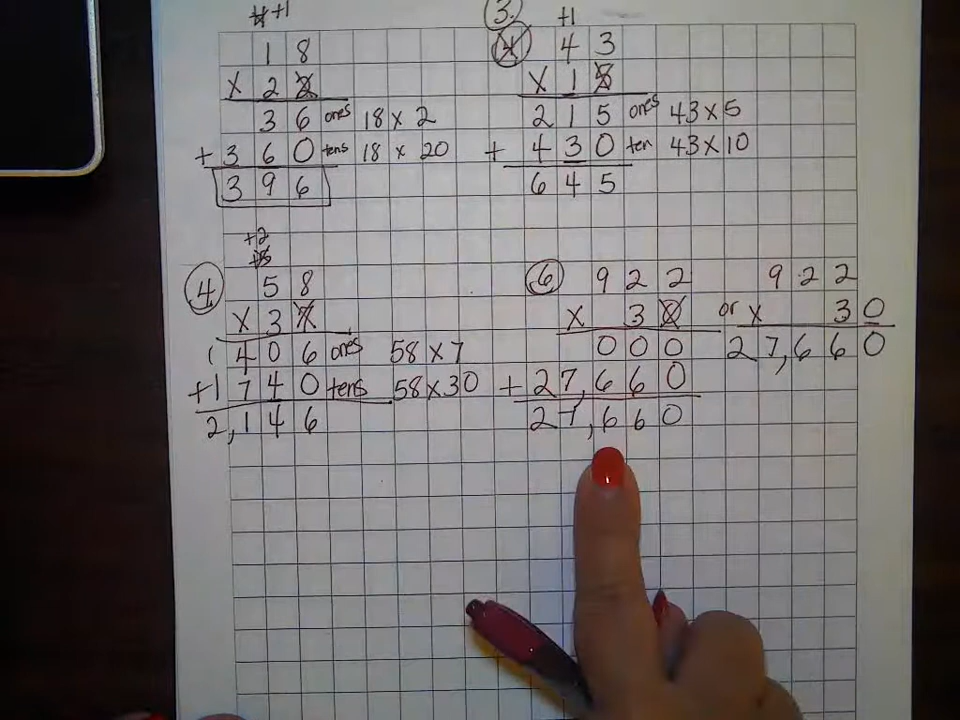 +1
1 8
X 2 2
3 6 ones 18 x 2
+ 3 6 0 tens 18 x 20
3 9 6
3.
+1
4 3
X 1 5
2 1 5 ones 43 x 5
+ 4 3 0 ten 43 x 10
6 4 5
+2
+5
4
5 8
X 3 7
1 4 0 6 ones 58 x 7
+ 1 7 4 0 tens 58 x 30
2,1 4 6
6
9 2 2
X 3 0
0 0 0
+ 2 7,6 6 0
2 7,6 6 0
or
9 2 2
x 3 0
2 7,6 6 0